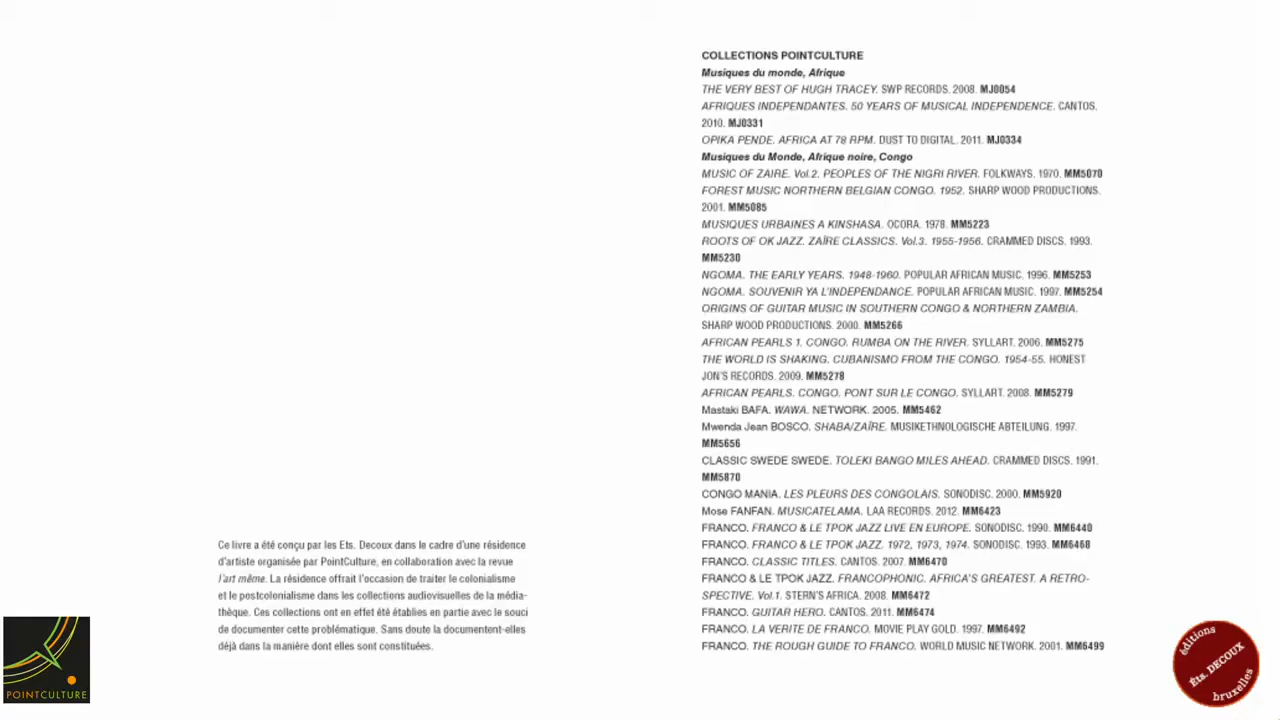 Ce livre a été conçu par les Ets. Decoux dans le cadre d'une résidence
d'artiste organisée par PointCulture, en collaboration avec la revue
l'art même. La résidence offrait l'occasion de traiter le colonialisme
et le postcolonialisme dans les collections audiovisuelles de la média-
thèque. Ces collections ont en effet été établies en partie avec le souci
de documenter cette problématique. Sans doute la documentent-elles
déjà dans la manière dont elles sont constituées.
POINTCULTURE
COLLECTIONS POINTCULTURE
Musiques du monde, Afrique
THE VERY BEST OF HUGH TRACEY. SWP RECORDS. 2008. MJ0054
AFRIQUES INDEPENDANTES. 50 YEARS OF MUSICAL INDEPENDENCE. CANTOS.
2010. MJ0331
OPIKA PENDE. AFRICA AT 78 RPM. DUST TO DIGITAL. 2011. MJ0334
Musiques du Monde, Afrique noire, Congo
MUSIC OF ZAIRE. Vol.2. PEOPLES OF THE NIGRI RIVER. FOLKWAYS. 1970. MM5070
FOREST MUSIC NORTHERN BELGIAN CONGO. 1952. SHARP WOOD PRODUCTIONS.
2001. MM5085
MUSIQUES URBAINES A KINSHASA. OCORA. 1978. MM5223
ROOTS OF OK JAZZ. ZAÏRE CLASSICS. Vol.3. 1955-1956. CRAMMED DISCS. 1993.
MM5230
NGOMA. THE EARLY YEARS. 1948-1960. POPULAR AFRICAN MUSIC. 1996. MM5253
NGOMA. SOUVENIR YA L'INDEPENDANCE. POPULAR AFRICAN MUSIC. 1997. MM5254
ORIGINS OF GUITAR MUSIC IN SOUTHERN CONGO & NORTHERN ZAMBIA.
SHARP WOOD PRODUCTIONS. 2000. MM5266
AFRICAN PEARLS 1. CONGO. RUMBA ON THE RIVER. SYLLART. 2006. MM5275
THE WORLD IS SHAKING. CUBANISMO FROM THE CONGO. 1954-55. HONEST
JON'S RECORDS. 2009. MM5278
AFRICAN PEARLS. CONGO. PONT SUR LE CONGO. SYLLART. 2008. MM5279
Mastaki BAFA. WAWA. NETWORK. 2005. MM5462
Mwenda Jean BOSCO. SHABA/ZAÏRE. MUSIKETHNOLOGISCHE ABTEILUNG. 1997.
MM5656
CLASSIC SWEDE SWEDE. TOLEKI BANGO MILES AHEAD. CRAMMED DISCS. 1991.
MM5870
CONGO MANIA. LES PLEURS DES CONGOLAIS. SONODISC. 2000. MM5920
Mose FANFAN. MUSICATELAMA. LAA RECORDS. 2012. MM6423
FRANCO. FRANCO & LE TPOK JAZZ LIVE EN EUROPE. SONODISC. 1990. MM6440
FRANCO. FRANCO & LE TPOK JAZZ. 1972, 1973, 1974. SONODISC. 1993. MM6468
FRANCO. CLASSIC TITLES. CANTOS. 2007. MM6470
FRANCO & LE TPOK JAZZ. FRANCOPHONIC. AFRICA'S GREATEST. A RETRO-
SPECTIVE. Vol.1. STERN'S AFRICA. 2008. MM6472
FRANCO. GUITAR HERO. CANTOS. 2011. MM6474
FRANCO. LA VERITE DE FRANCO. MOVIE PLAY GOLD. 1997. MM6492
FRANCO. THE ROUGH GUIDE TO FRANCO. WORLD MUSIC NETWORK. 2001. MM6499
éditions
Éts. DECOUX
bruxelles